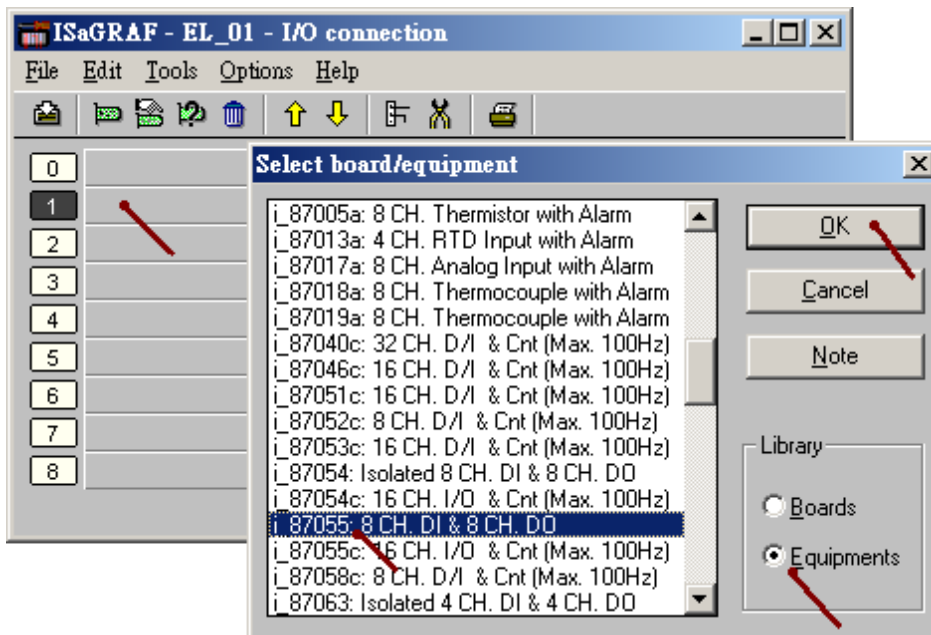 ISaGRAF - EL_01 - I/O connection
File Edit Tools Options Help
0
1
2
3
4
5
6
7
8
Select board/equipment
i_87005a: 8 CH. Thermistor with Alarm
i_87013a: 4 CH. RTD Input with Alarm
i_87017a: 8 CH. Analog Input with Alarm
i_87018a: 8 CH. Thermocouple with Alarm
i_87019a: 8 CH. Thermocouple with Alarm
i_87040c: 32 CH. D/I & Cnt (Max. 100Hz)
i_87046c: 16 CH. D/I & Cnt (Max. 100Hz)
i_87051c: 16 CH. D/I & Cnt (Max. 100Hz)
i_87052c: 8 CH. D/I & Cnt (Max. 100Hz)
i_87053c: 16 CH. D/I & Cnt (Max. 100Hz)
i_87054: Isolated 8 CH. DI & 8 CH. DO
i_87054c: 16 CH. I/O & Cnt (Max. 100Hz)
i_87055: 8 CH. DI & 8 CH. DO
i_87055c: 16 CH. I/O & Cnt (Max. 100Hz)
i_87058c: 8 CH. D/I & Cnt (Max. 100Hz)
i_87063: Isolated 4 CH. DI & 4 CH. DO
OK
Cancel
Note
Library
Boards
Equipments